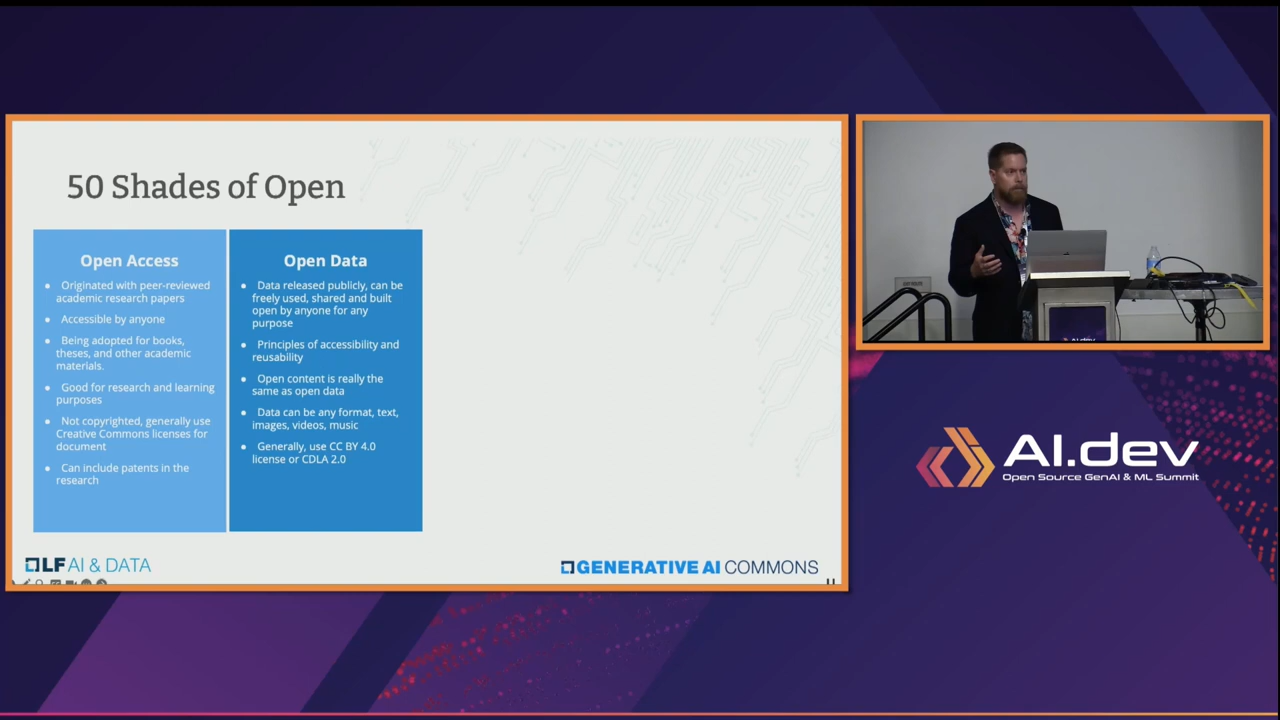 50 Shades of Open
Open Access
● Originated with peer-reviewed
academic research papers
● Accessible by anyone
● Being adopted for books,
theses, and other academic
materials.
● Good for research and learning
purposes
● Not copyrighted, generally use
Creative Commons licenses for
document
● Can include patents in the
research
Open Data
● Data released publicly, can be
freely used, shared and built
open by anyone for any
purpose
● Principles of accessibility and
reusability
● Open content is really the
same as open data
● Data can be any format, text,
images, videos, music
● Generally, use CC BY 4.0
license or CDLA 2.0
LF AI & DATA
GENERATIVE AI COMMONS
AI.dev
AI.dev
Open Source GenAI & ML Summit